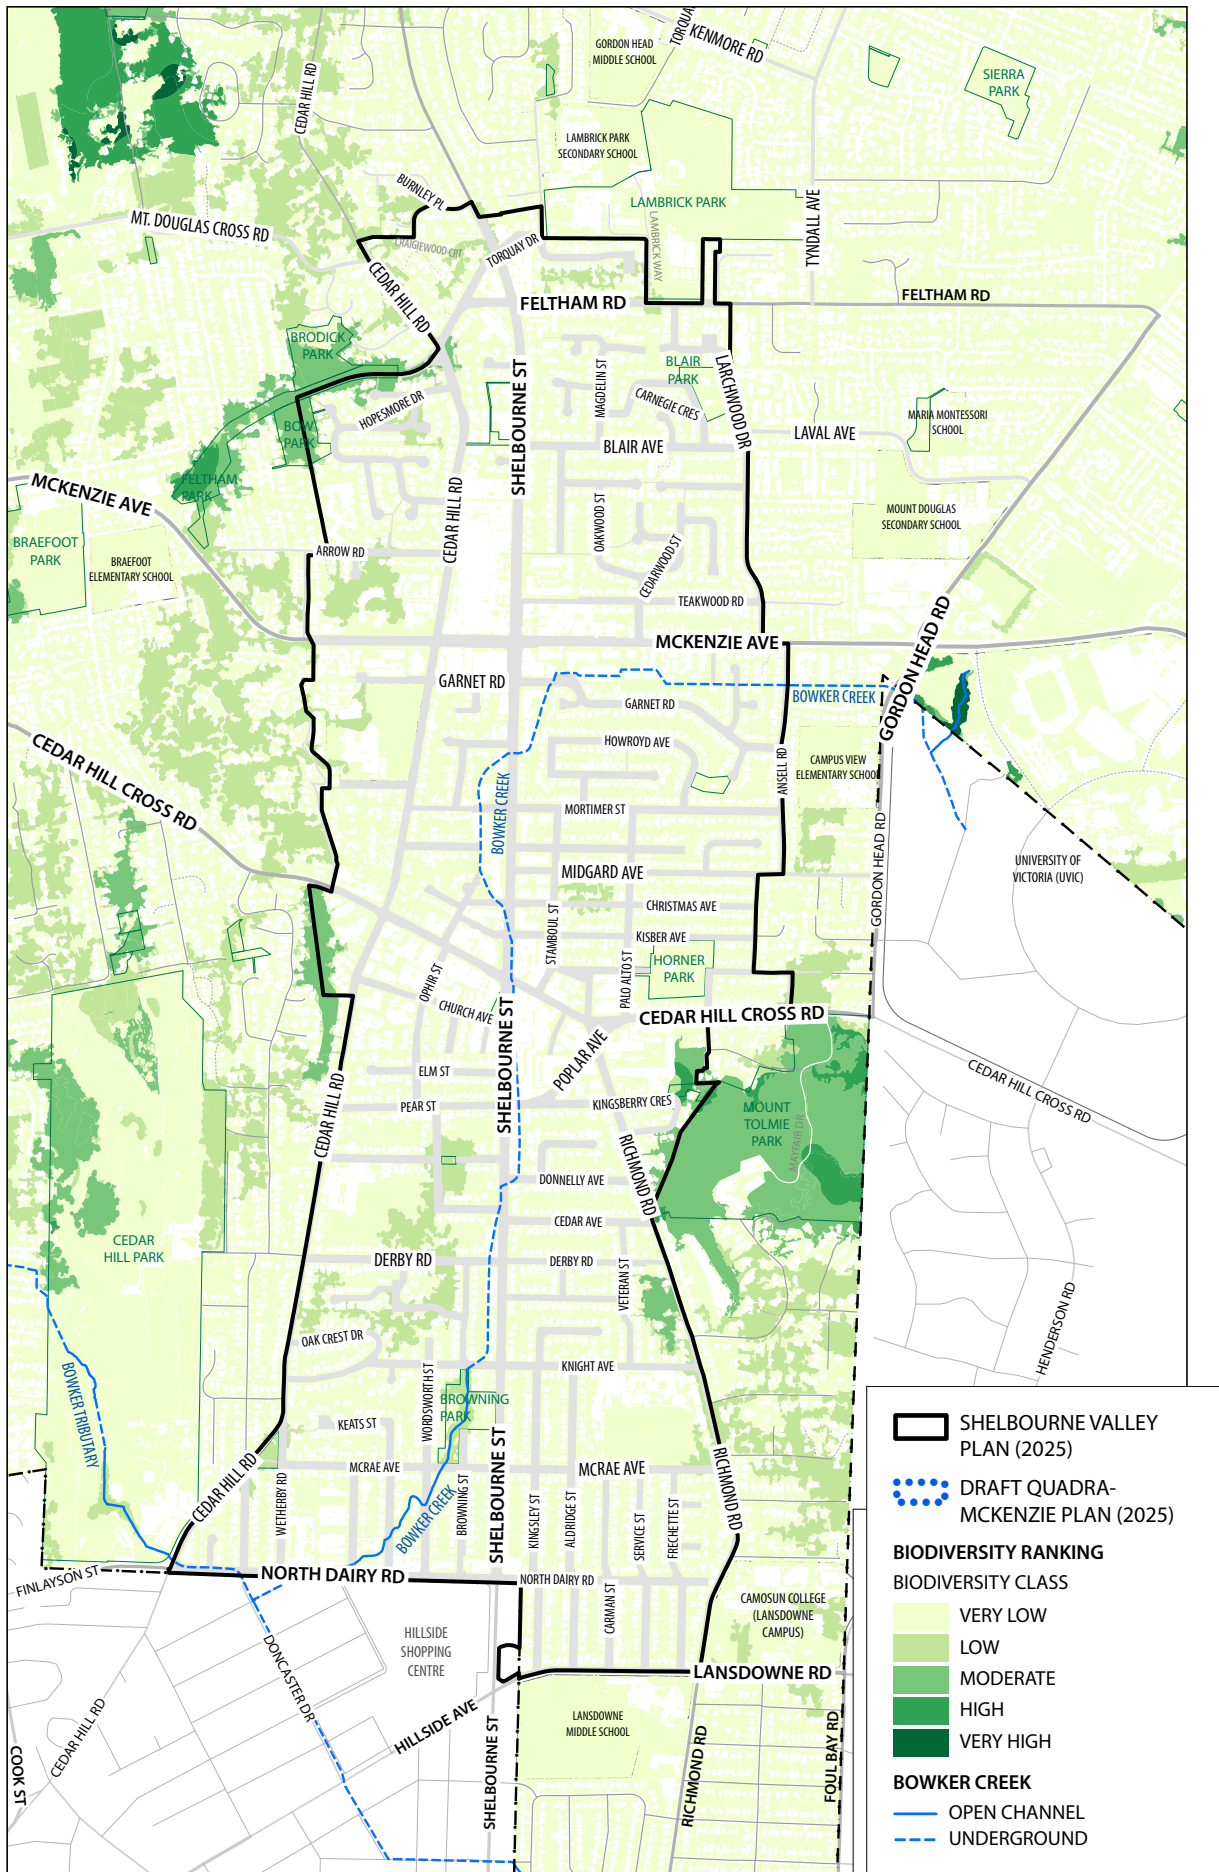 TORQUA
KENMORE RD
GORDON HEAD
MIDDLE SCHOOL
SIERRA
PARK
CEDAR HILL RD
LAMBRICK PARK
SECONDARY SCHOOL
BURNLEY PL
LAMBRICK PARK
MT. DOUGLAS CROSS RD
CRAIGIEWOOD CRT
TORQUAY DR
LAMBRICK WAY
TYNDALL AVE
CEDAR HILL RD
FELTHAM RD
FELTHAM RD
BRODICK
PARK
SHELBOURNE ST
MAGDELIN ST
BLAIR
PARK
LARCHWOOD DR
HOPESMORE DR
CARNEGIE CRES
MARIA MONTESSORI
SCHOOL
BOW
PARK
BLAIR AVE
LAVAL AVE
FELTHAM
PARK
MCKENZIE AVE
CEDAR HILL RD
OAKWOOD ST
MOUNT DOUGLAS
SECONDARY SCHOOL
BRAEFOOT
PARK
BRAEFOOT
ELEMENTARY SCHOOL
ARROW RD
CEDARWOOD ST
TEAKWOOD RD
MCKENZIE AVE
GORDON HEAD RD
GARNET RD
GARNET RD
BOWKER CREEK
CEDAR HILL CROSS RD
HOWROYD AVE
ANSELL RD
CAMPUS VIEW
ELEMENTARY SCHOOL
BOWKER CREEK
MORTIMER ST
GORDON HEAD RD
MIDGARD AVE
UNIVERSITY OF
VICTORIA (UVIC)
CHRISTMAS AVE
STAMBOUL ST
KISBER AVE
PALO ALTO ST
HORNER
PARK
OPHIR ST
CHURCH AVE
SHELBOURNE ST
CEDAR HILL CROSS RD
POPLAR AVE
CEDAR HILL CROSS RD
ELM ST
CEDAR HILL RD
PEAR ST
KINGSBERRY CRES
MOUNT
TOLMIE
PARK
MAYFAIR DR
RICHMOND RD
DONNELLY AVE
CEDAR AVE
CEDAR
HILL PARK
DERBY RD
DERBY RD
VETERAN ST
HENDERSON RD
OAK CREST DR
KNIGHT AVE
BOWKER TRIBUTARY
WORDSWORTH ST
BROWNING
PARK
KEATS ST
SHELBOURNE ST
MCRAE AVE
MCRAE AVE
CEDAR HILL RD
WETHERBY RD
BOWKER CREEK
BROWNING ST
KINGSLEY ST
ALDRIDGE ST
SERVICE ST
FRECHETTE ST
RICHMOND RD
FINLAYSON ST
NORTH DAIRY RD
NORTH DAIRY RD
CARMAN ST
CAMOSUN COLLEGE
(LANSDOWNE
CAMPUS)
DONCASTER DR
HILLSIDE
SHOPPING
CENTRE
LANSDOWNE RD
CEDAR HILL RD
COOK ST
HILLSIDE AVE
SHELBOURNE ST
LANSDOWNE
MIDDLE SCHOOL
RICHMOND RD
FOUL BAY RD
SHELBOURNE VALLEY
PLAN (2025)
DRAFT QUADRA-
MCKENZIE PLAN (2025)
BIODIVERSITY RANKING
BIODIVERSITY CLASS
VERY LOW
LOW
MODERATE
HIGH
VERY HIGH
BOWKER CREEK
OPEN CHANNEL
UNDERGROUND